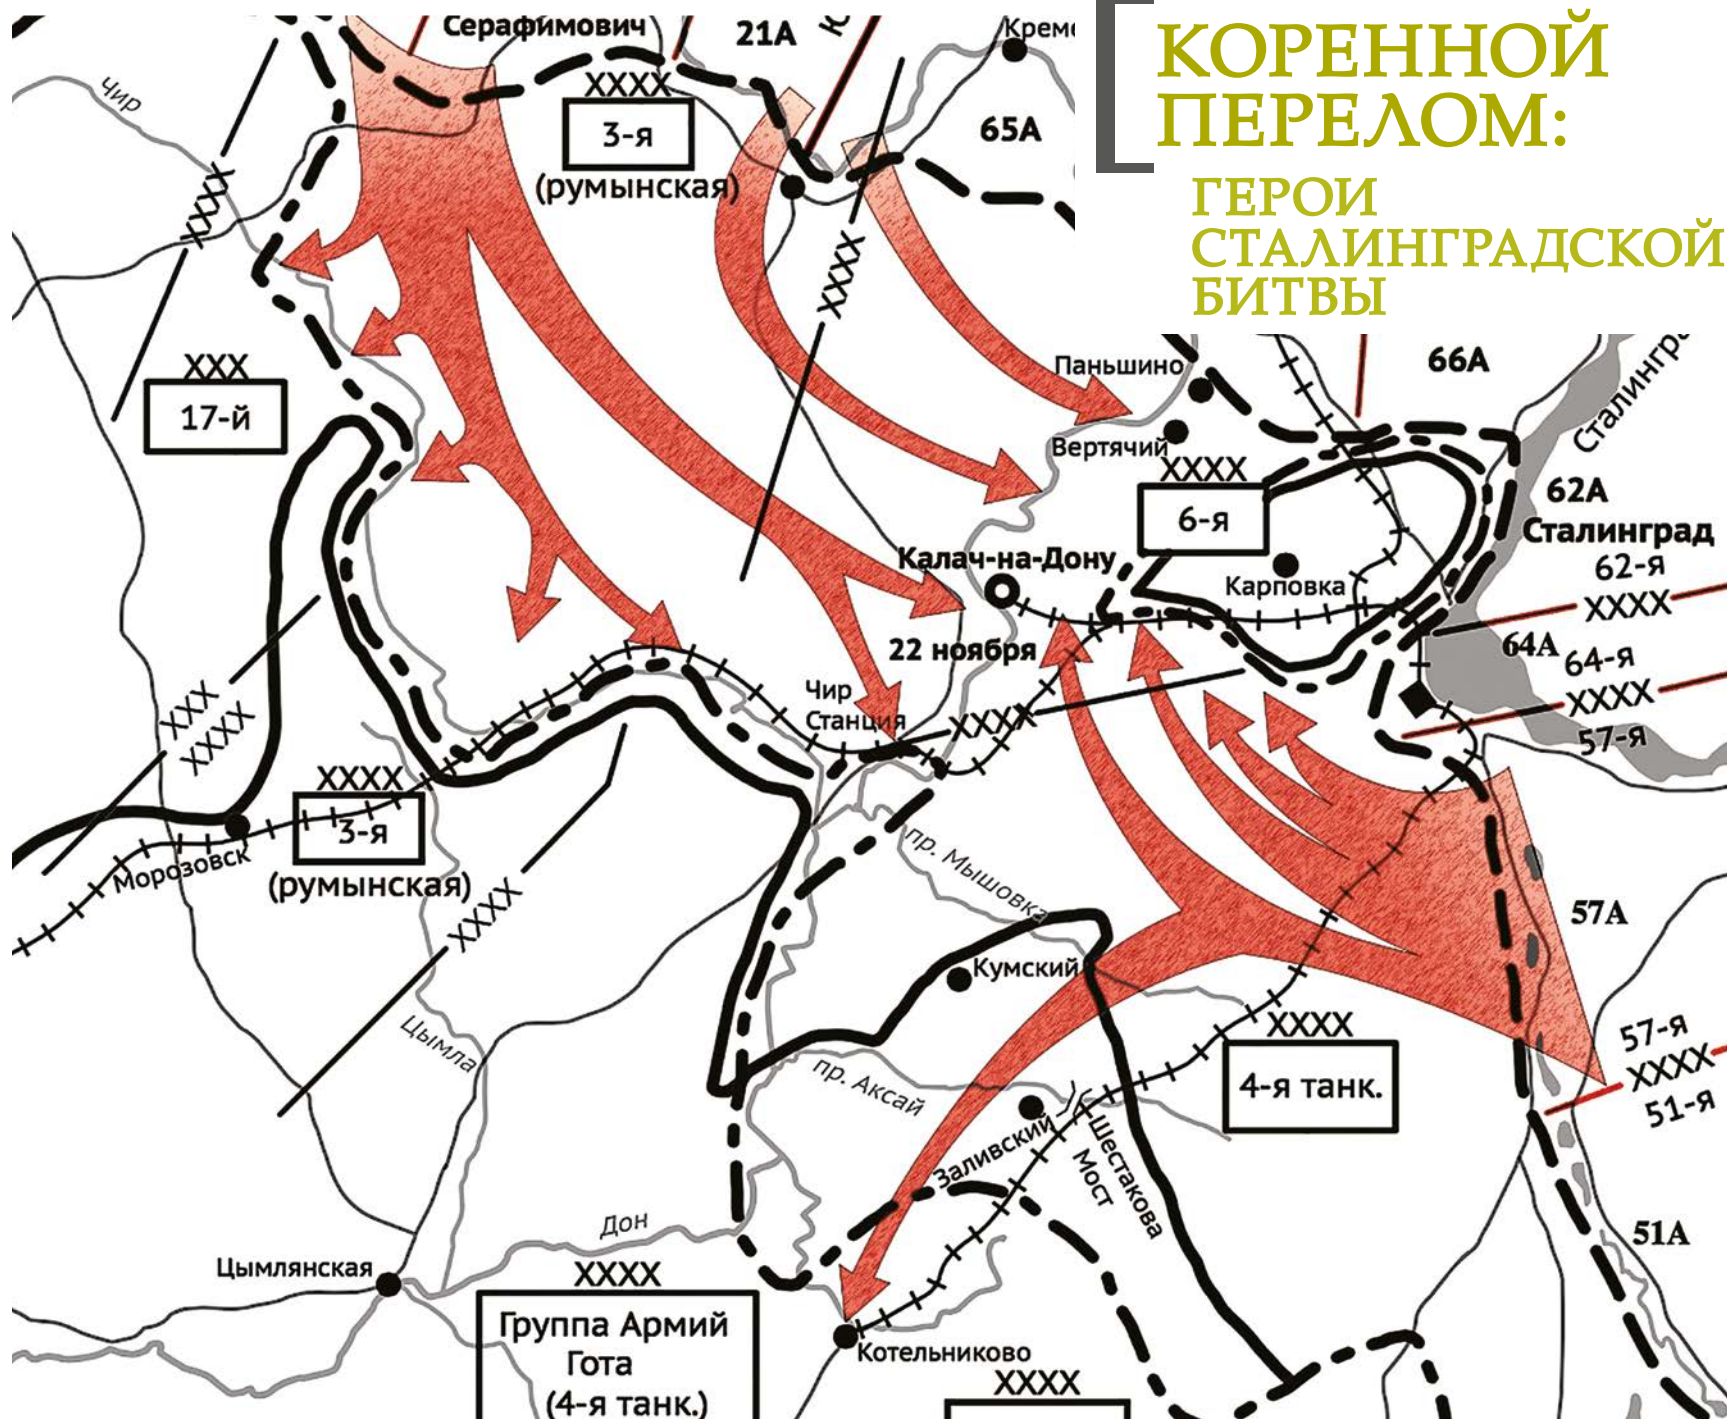 КОРЕННОЙ
ПЕРЕЛОМ:
ГЕРОИ
СТАЛИНГРАДСКОЙ
БИТВЫ
Серафимович
21А
Чир
XXXX
3-я
(румынская)
65А
XXXX
XXXX
XXX
17-й
Паньшино
66А
Вертячий
XXXX
6-я
62А
Сталинград
Калач-на-Дону
Карповка
62-я
XXXX
22 ноября
64А
64-я
XXXX
57-я
Чир
Станция
XXXX
XXX
XXXX
XXXX
3-я
(румынская)
Морозовск
XXXX
пр. Мышовка
57А
Кумский
Цымла
пр. Аксай
XXXX
4-я танк.
57-я
XXXX
51-я
Заливский
Мост
Шестакова
51А
Дон
Цымлянская
XXXX
Группа Армий
Гота
(4-я танк.)
Котельниково
XXXX